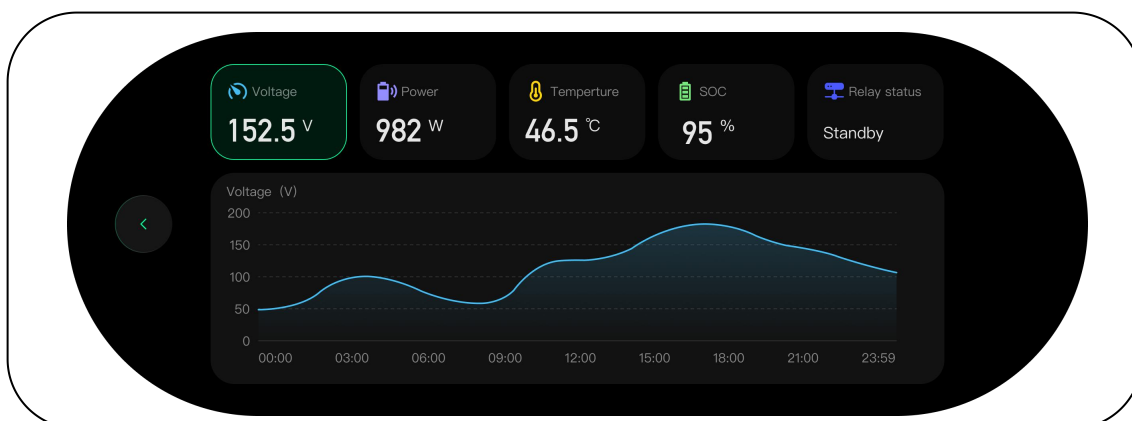 Voltage
152.5 V
Power
982 W
Temperture
46.5 ℃
SOC
95 %
Relay status
Standby
Voltage（V）
200
150
100
50
0
00:00 03:00 06:00 09:00 12:00 15:00 18:00 21:00 23:59